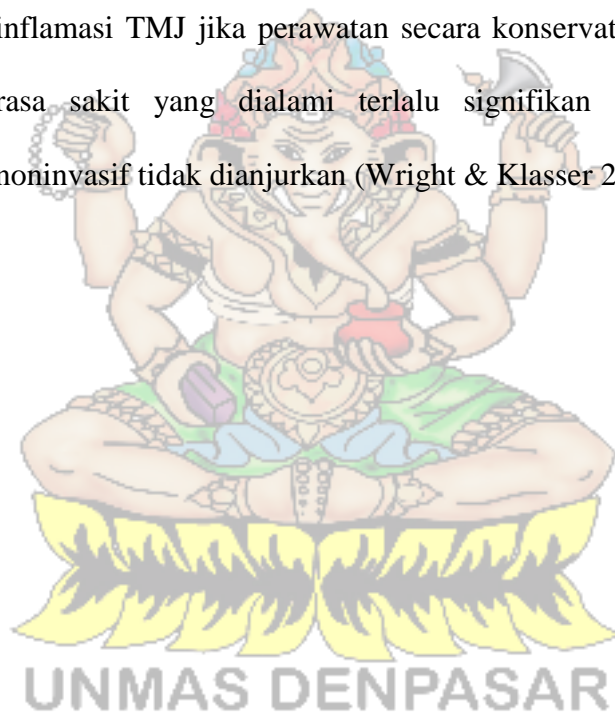 inflamasi TMJ jika perawatan secara konservat
rasa sakit yang dialami terlalu signifikan
noninvasif tidak dianjurkan (Wright & Klasser 2
UNMAS DENPASAR